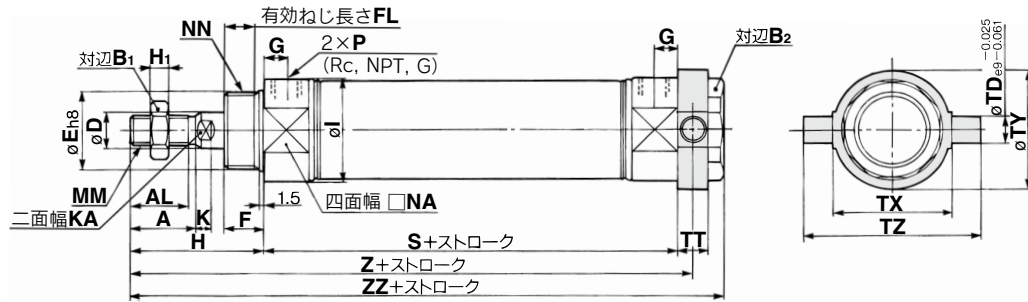 有効ねじ長さFL
NN
G
2×P
(Rc, NPT, G)
G
対辺B2
対辺B1
H1
øEh8
øD
øI
øTDe9 -0.025 -0.061
øTY
MM
AL
二面幅KA
A
K
F
1.5
四面幅 □NA
H
S+ストローク
TT
Z+ストローク
ZZ+ストローク
TX
TZ